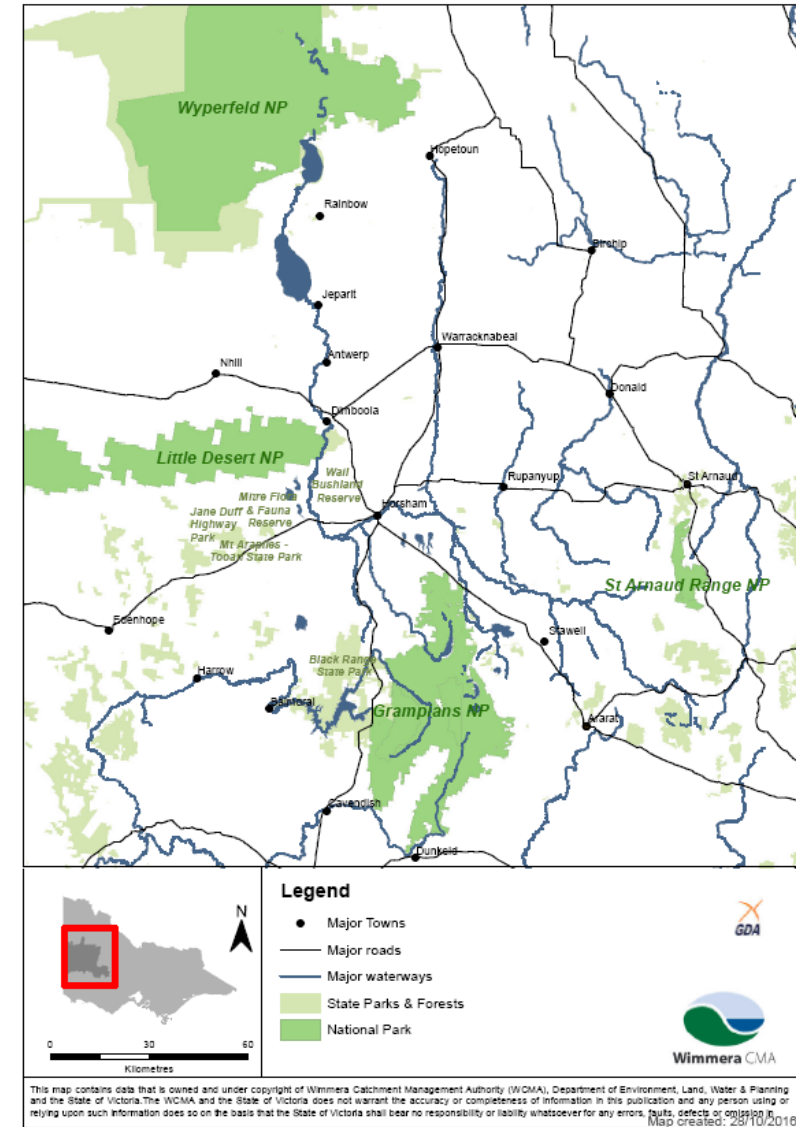 Wyperfeld NP
Hopetoun
Rainbow
Birchip
Jeparit
Warracknabeal
Antwerp
Nhill
Donald
Dimboola
Little Desert NP
Wail
Bushland
Reserve
Rupanyup
St Arnaud
Mitre Flora
Jane Duff & Fauna
Highway Reserve
Park
Horsham
Mt Arapiles -
Tooan State Park
St Arnaud Range NP
Edenhope
Stawell
Black Range
State Park
Harrow
Balmoral
Grampians NP
Ararat
Cavendish
Dunkeld
N
0 30 60
Kilometres
Legend
Major Towns
Major roads
Major waterways
State Parks & Forests
National Park
GDA
Wimmera CMA
This map contains data that is owned and under copyright of Wimmera Catchment Management Authority (WCMA), Department of Environment, Land, Water & Planning
and the State of Victoria.The WCMA and the State of Victoria does not warrant the accuracy or completeness of information in this publication and any person using or
relying upon such information does so on the basis that the State of Victoria shall bear no responsibility or liability whatsoever for any errors, faults, defects or omission in
Map created: 28/10/2016